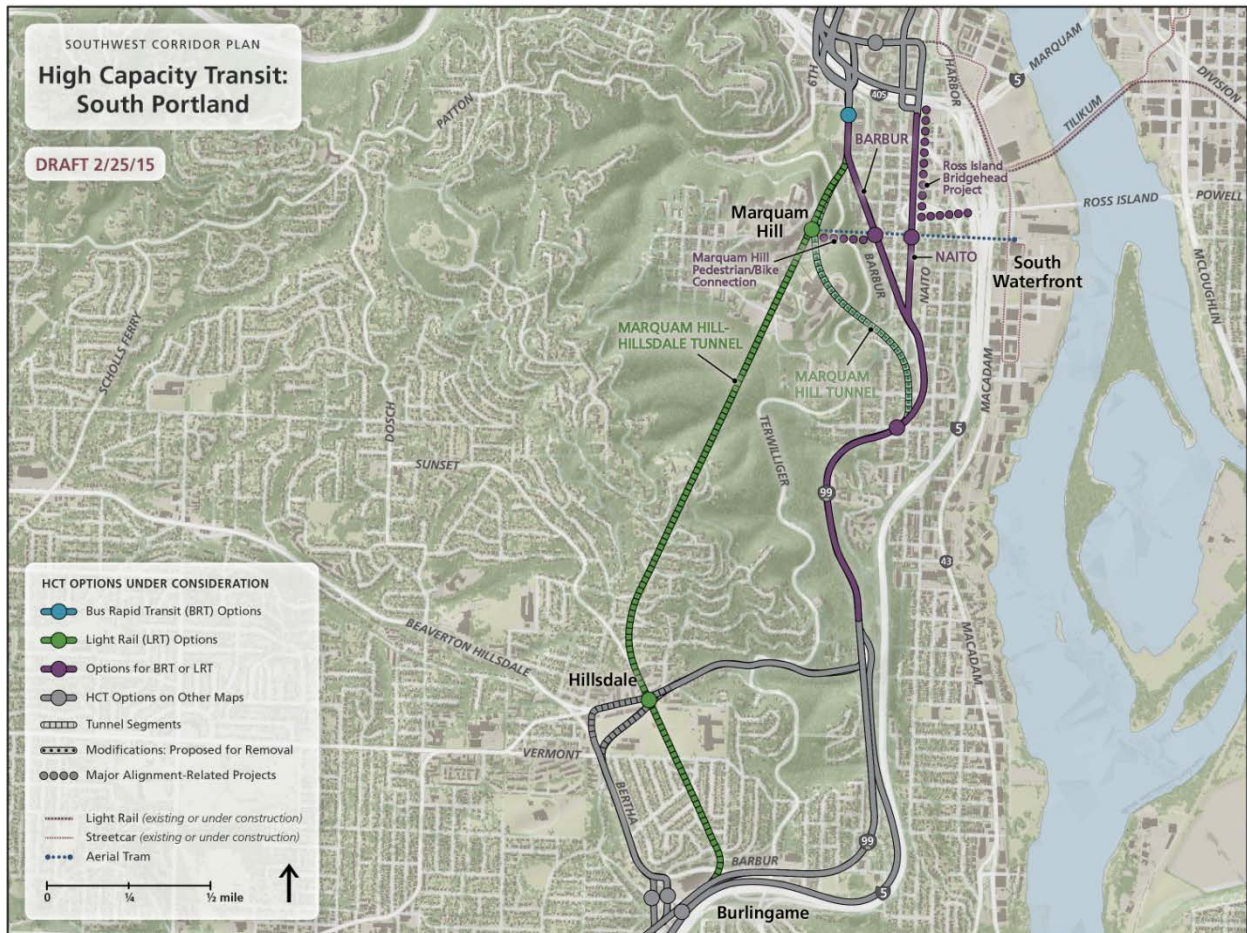 SOUTHWEST CORRIDOR PLAN
High Capacity Transit:
South Portland
DRAFT 2/25/15
PATTON
6TH
405
HARBOR
5
MARQUAM
TILIKUM
DIVISION
BARBUR
Ross Island
Bridgehead
Project
ROSS ISLAND
POWELL
Marquam
Hill
Marquam Hill
Pedestrian/Bike
Connection
BARBUR
NAITO
NAITO
South
Waterfront
MCLOUGHLIN
SCHOLLS FERRY
MARQUAM HILL-
HILLSDALE TUNNEL
MARQUAM
HILL TUNNEL
MACADAM
DOSCH
TERWILLIGER
5
SUNSET
99
43
HCT OPTIONS UNDER CONSIDERATION
Bus Rapid Transit (BRT) Options
Light Rail (LRT) Options
Options for BRT or LRT
HCT Options on Other Maps
Tunnel Segments
Modifications: Proposed for Removal
Major Alignment-Related Projects
Light Rail (existing or under construction)
Streetcar (existing or under construction)
Aerial Tram
0 ¼ ½ mile
BEAVERTON HILLSDALE
MACADAM
Hillsdale
VERMONT
BERTHA
99
BARBUR
5
Burlingame